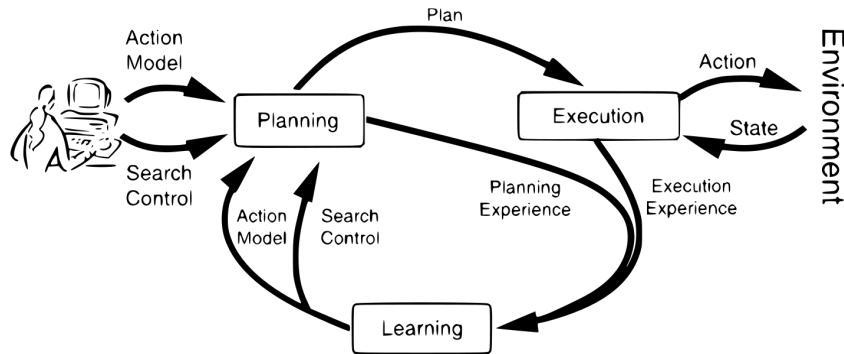 Plan
Action
Model
Action
Environment
Planning
Execution
State
Search
Control
Planning
Experience
Execution
Experience
Action
Model
Search
Control
Learning